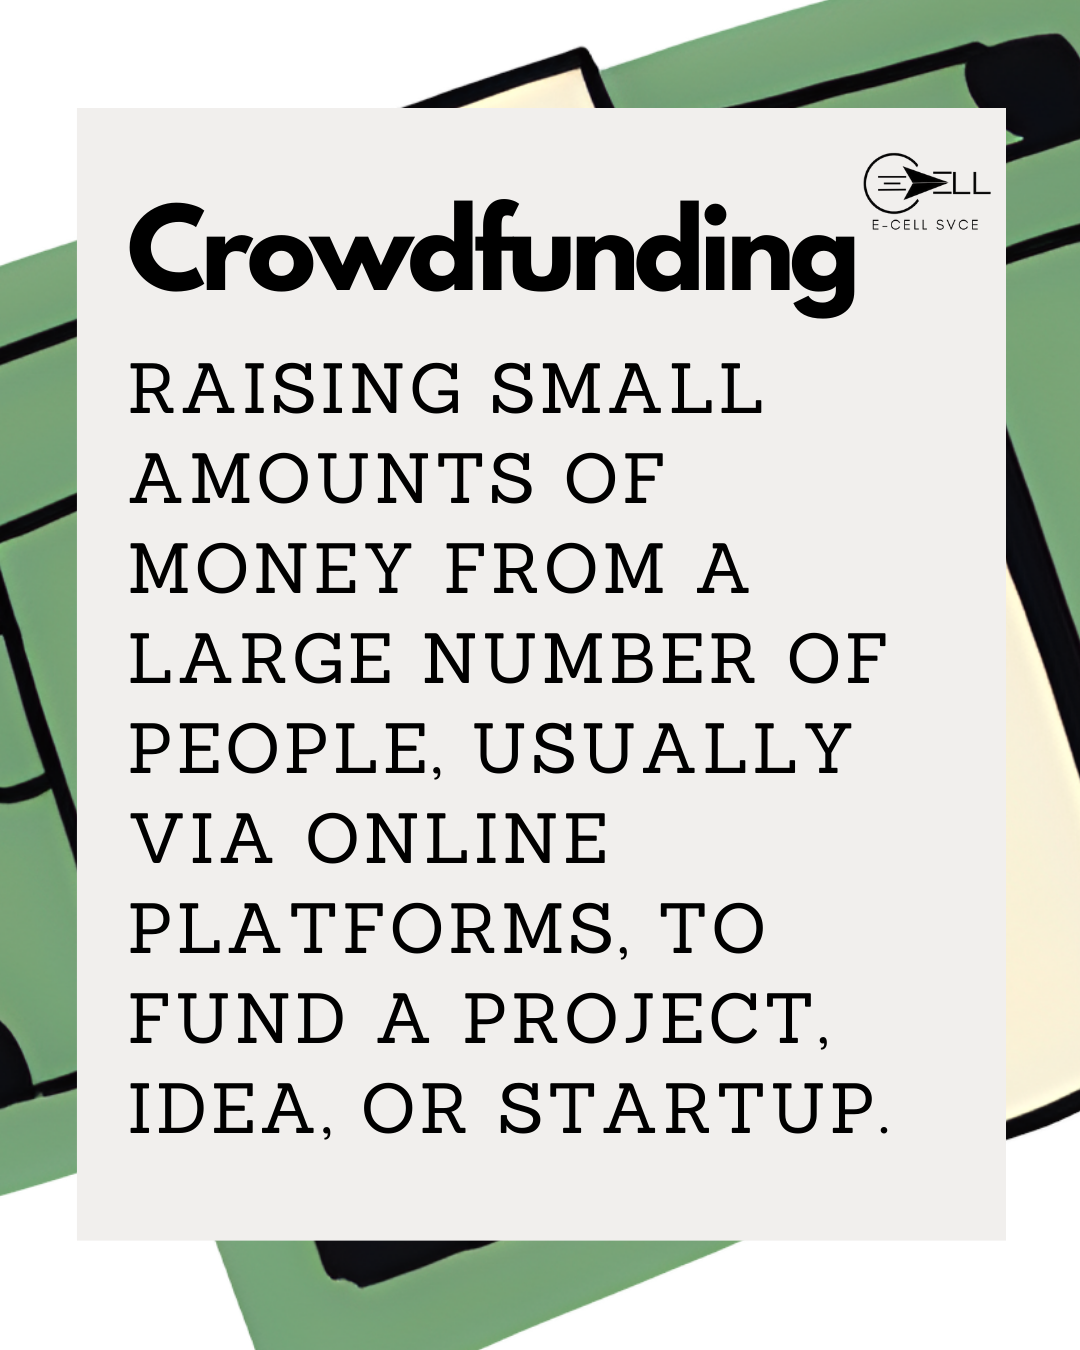 ELL
E-CELL SVCE
Crowdfunding
RAISING SMALL
AMOUNTS OF
MONEY FROM A
LARGE NUMBER OF
PEOPLE, USUALLY
VIA ONLINE
PLATFORMS, TO
FUND A PROJECT,
IDEA, OR STARTUP.